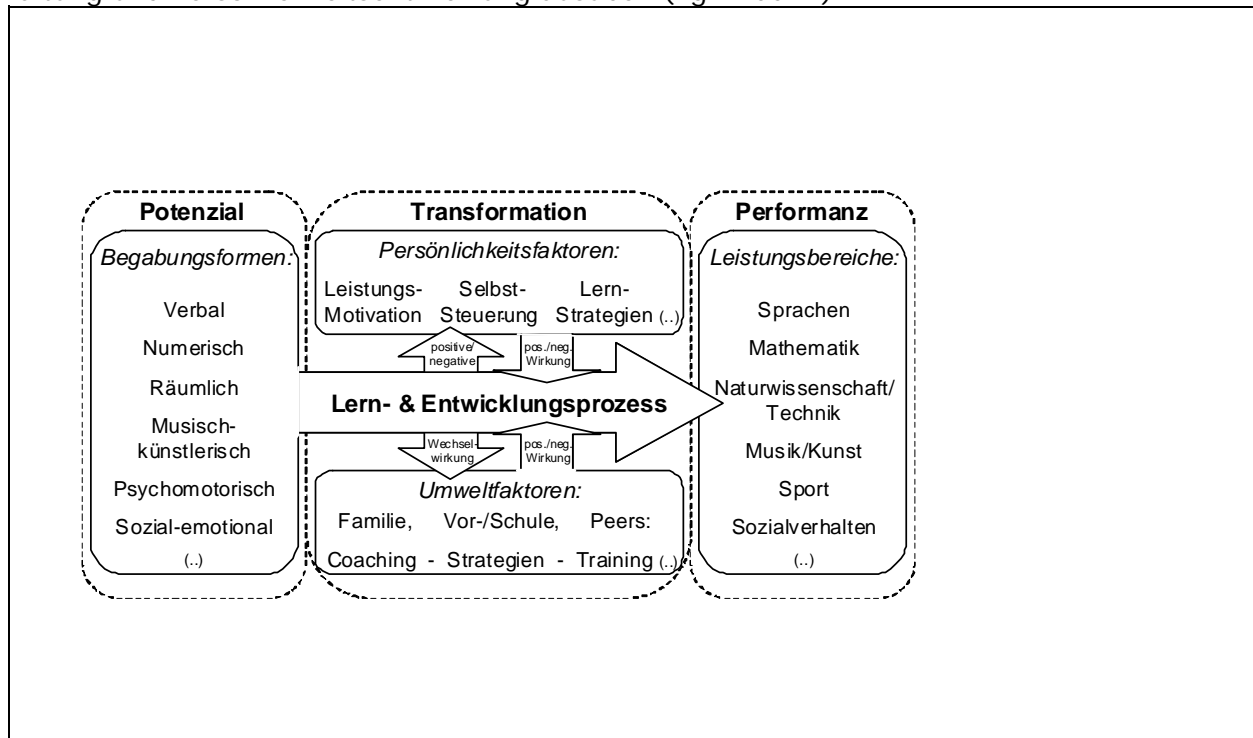 Potenzial
Begabungsformen:
Verbal
Numerisch
Räumlich
Musisch-
künstlerisch
Psychomotorisch
Sozial-emotional
(..)
Transformation
Persönlichkeitsfaktoren:
Leistungs- Selbst- Lern-
Motivation Steuerung Strategien (..)
positive/ pos./neg.
negative Wirkung
Lern- & Entwicklungsprozess
Wechsel- pos./neg.
wirkung Wirkung
Umweltfaktoren:
Familie, Vor-/Schule, Peers:
Coaching - Strategien - Training (..)
Performanz
Leistungsbereiche:
Sprachen
Mathematik
Naturwissenschaft/
Technik
Musik/Kunst
Sport
Sozialverhalten
(..)